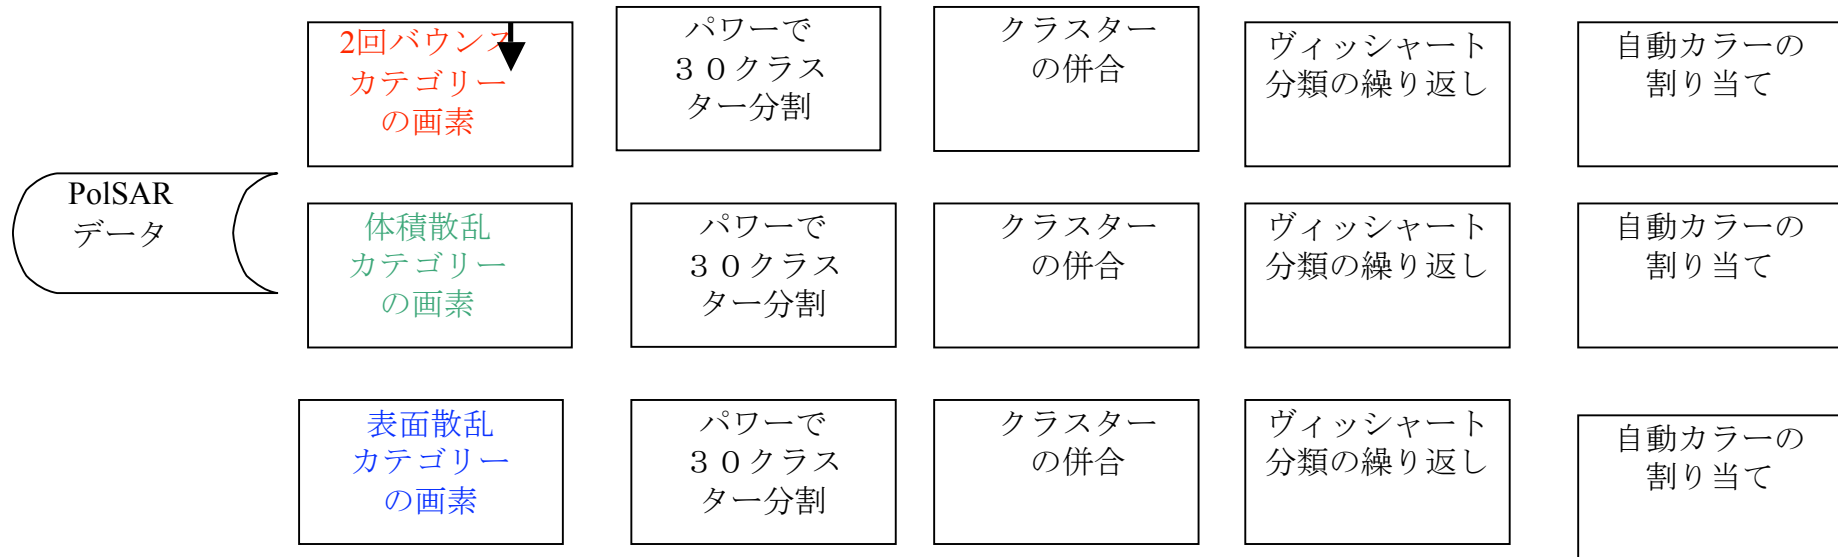 PolSAR
データ
2回バウンス
カテゴリー
の画素
パワーで
３０クラス
ター分割
クラスター
の併合
ヴィッシャート
分類の繰り返し
自動カラーの
割り当て
体積散乱
カテゴリー
の画素
パワーで
３０クラス
ター分割
クラスター
の併合
ヴィッシャート
分類の繰り返し
自動カラーの
割り当て
表面散乱
カテゴリー
の画素
パワーで
３０クラス
ター分割
クラスター
の併合
ヴィッシャート
分類の繰り返し
自動カラーの
割り当て